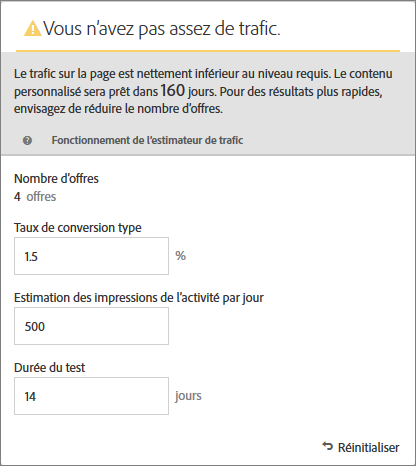 Vous n'avez pas assez de trafic.
Le trafic sur la page est nettement inférieur au niveau requis. Le contenu
personnalisé sera prêt dans 160 jours. Pour des résultats plus rapides,
envisagez de réduire le nombre d'offres.
Fonctionnement de l'estimateur de trafic
Nombre d'offres
4 offres
Taux de conversion type
1.5 %
Estimation des impressions de l'activité par jour
500
Durée du test
14 jours
Réinitialiser